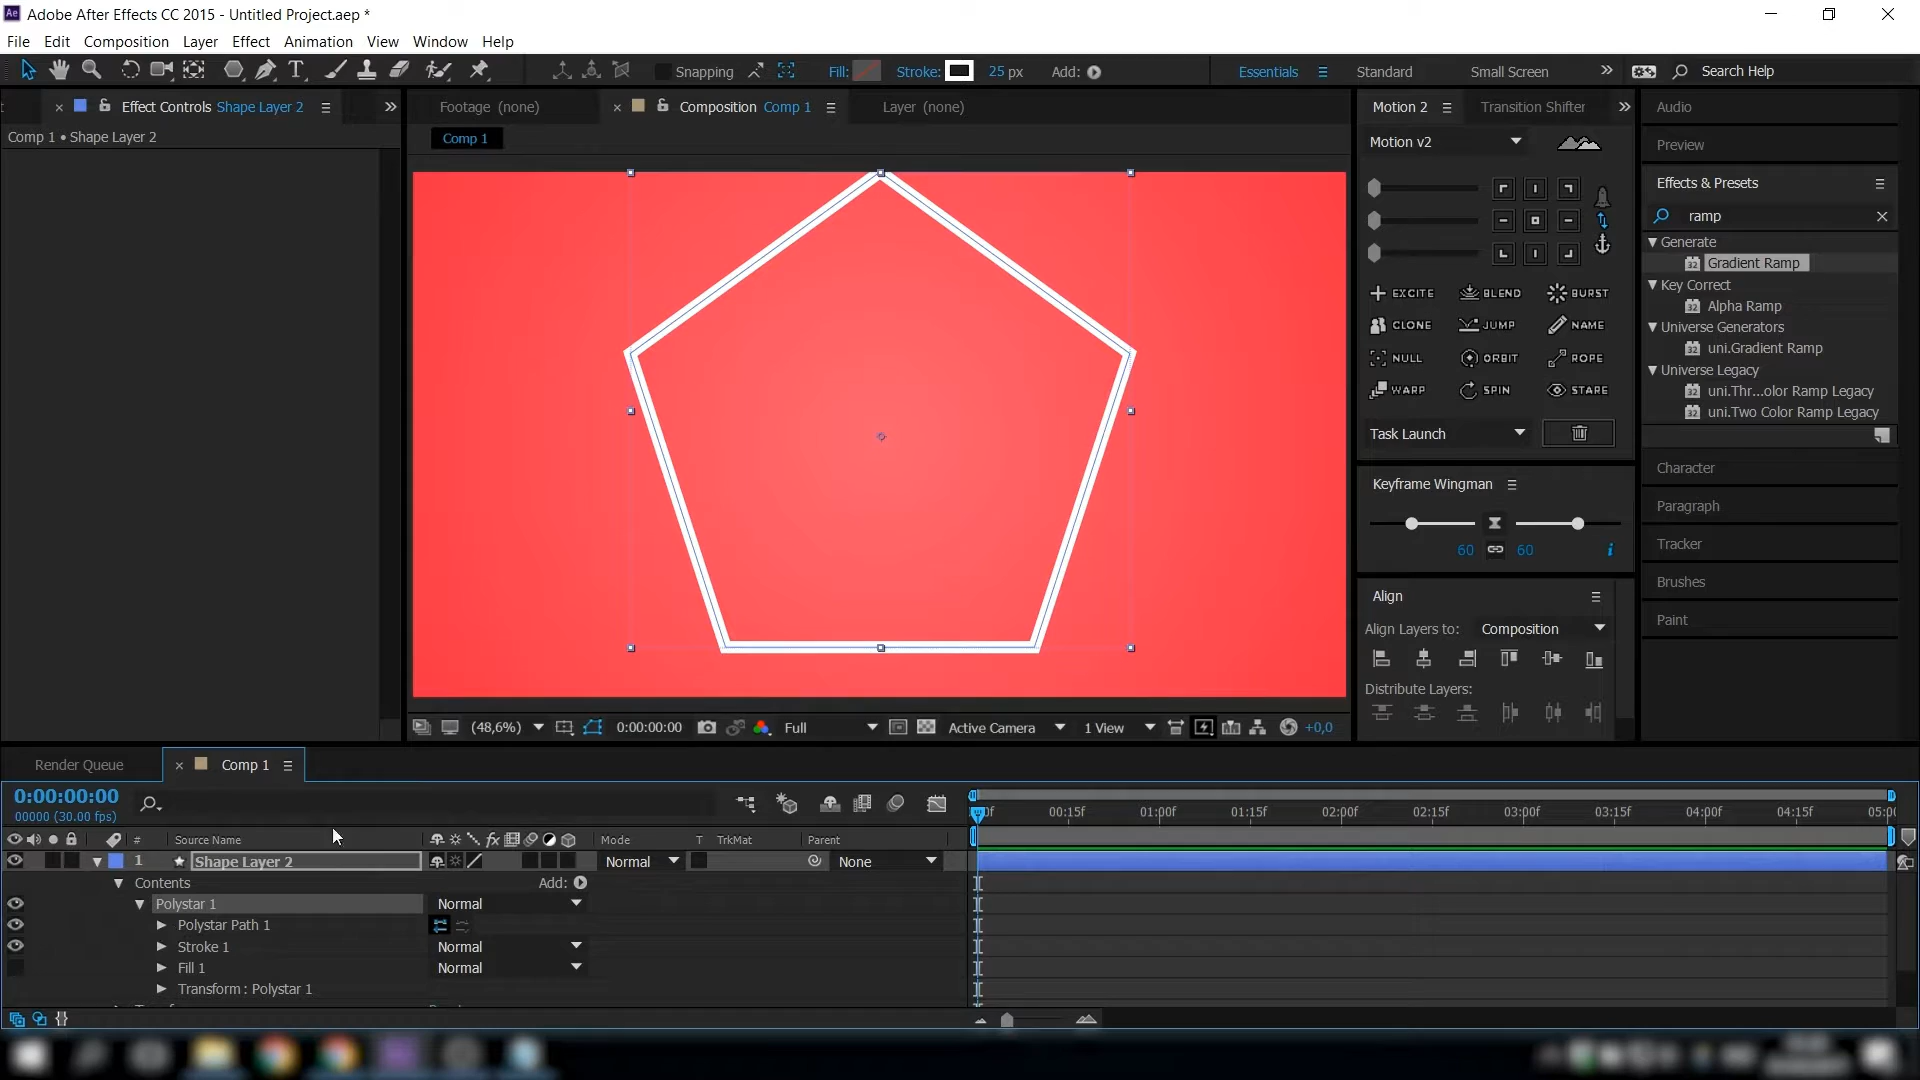 Ae Adobe After Effects CC 2015 - Untitled Project.aep *
File Edit Composition Layer Effect Animation View Window Help
Snapping Fill: Stroke: 25 px Add: Essentials Standard Small Screen Search Help
Effect Controls Shape Layer 2
Comp 1 • Shape Layer 2
Footage (none) Composition Comp 1 Layer (none)
Comp 1
(48,6%) 0:00:00:00 Full Active Camera 1 View +0,0
Motion 2 Transition Shifter
Motion v2
EXCITE BLEND BURST
CLONE JUMP NAME
NULL ORBIT ROPE
WARP SPIN STARE
Task Launch
Keyframe Wingman
60 60
Align
Align Layers to: Composition
Distribute Layers:
Audio
Preview
Effects & Presets
ramp
Generate
32 Gradient Ramp
Key Correct
32 Alpha Ramp
Universe Generators
32 uni.Gradient Ramp
Universe Legacy
32 uni.Thr...olor Ramp Legacy
32 uni.Two Color Ramp Legacy
Character
Paragraph
Tracker
Brushes
Paint
Render Queue Comp 1
0:00:00:00
00000 (30.00 fps)
00:15f 01:00f 01:15f 02:00f 02:15f 03:00f 03:15f 04:00f 04:15f
# Source Name fx Mode T TrkMat Parent
1 Shape Layer 2 Normal None
Contents Add:
Polystar 1 Normal
Polystar Path 1
Stroke 1 Normal
Fill 1 Normal
Transform : Polystar 1